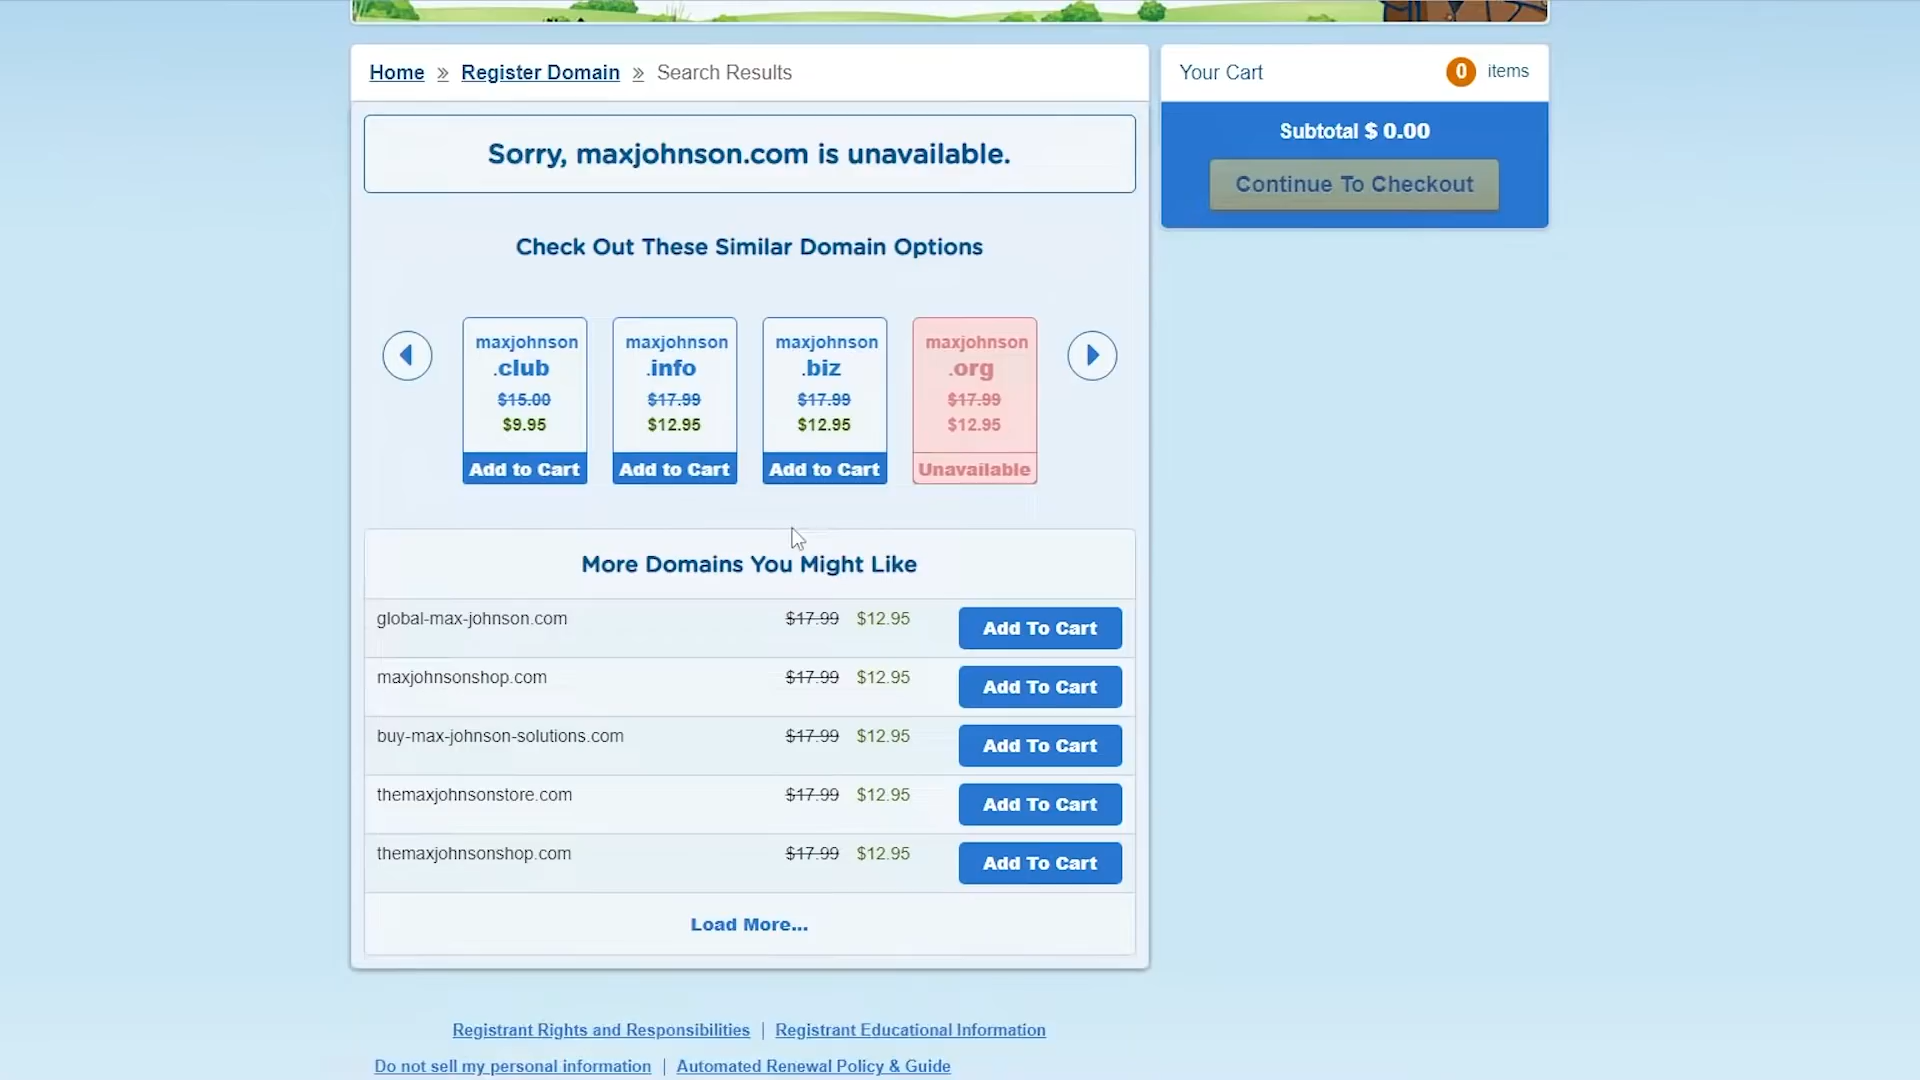 Home » Register Domain » Search Results
Your Cart 0 items
Sorry, maxjohnson.com is unavailable.
Subtotal $ 0.00
Continue To Checkout
Check Out These Similar Domain Options
maxjohnson
.club
$15.00
$9.95
Add to Cart
maxjohnson
.info
$17.99
$12.95
Add to Cart
maxjohnson
.biz
$17.99
$12.95
Add to Cart
maxjohnson
.org
$17.99
$12.95
Unavailable
More Domains You Might Like
global-max-johnson.com $17.99 $12.95 Add To Cart
maxjohnsonshop.com $17.99 $12.95 Add To Cart
buy-max-johnson-solutions.com $17.99 $12.95 Add To Cart
themaxjohnsonstore.com $17.99 $12.95 Add To Cart
themaxjohnsonshop.com $17.99 $12.95 Add To Cart
Load More...
Registrant Rights and Responsibilities | Registrant Educational Information
Do not sell my personal information | Automated Renewal Policy & Guide